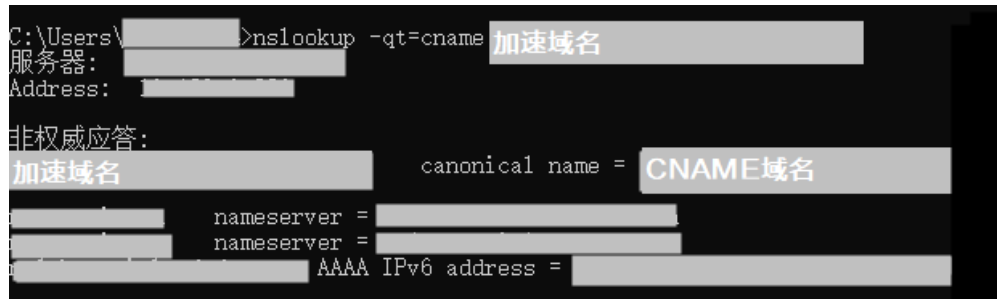 C:\Users\ >nslookup -qt=cname 加速域名
服务器:
Address:
非权威应答:
加速域名 canonical name = CNAME域名
nameserver =
nameserver =
AAAA IPv6 address =